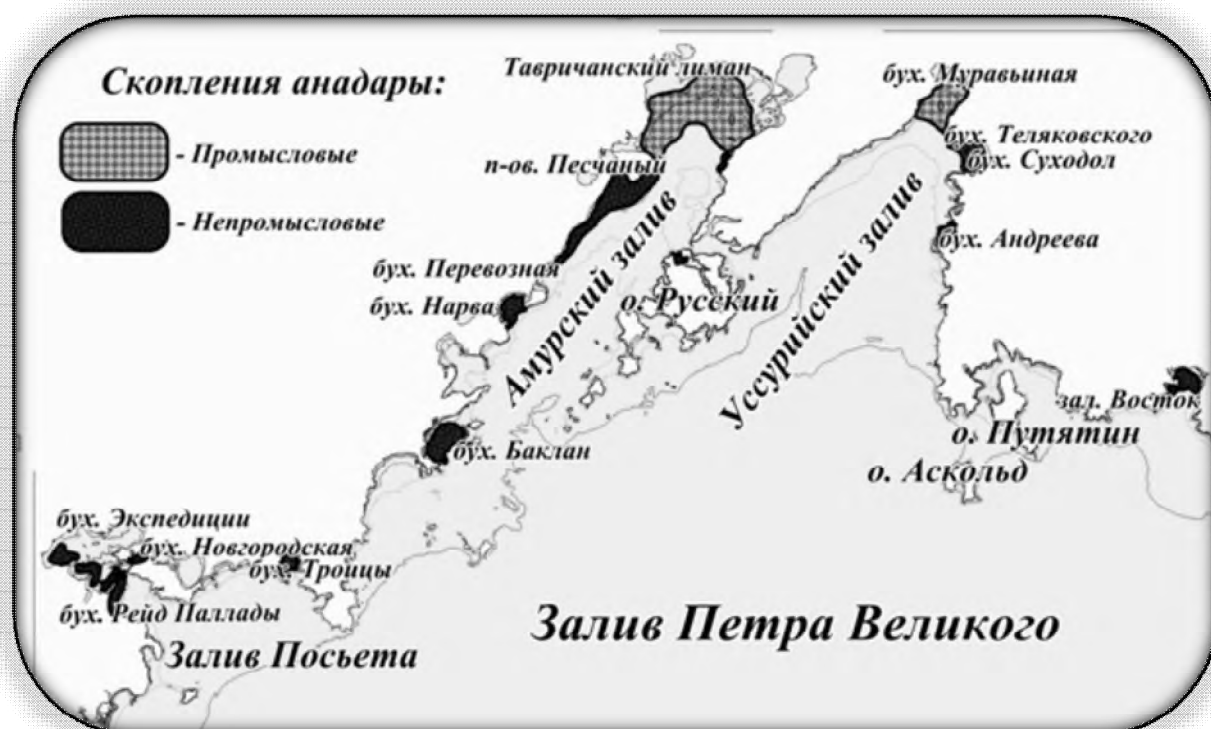 Скопления анадары:
- Промысловые
- Непромысловые
Тавричанский лиман
бух. Муравьиная
бух. Теляковского
бух. Суходол
п-ов. Песчаный
бух. Андреева
бух. Перевозная
бух. Нарва
о. Русский
Амурский залив
Уссурийский залив
зал. Восток
о. Путятин
о. Аскольд
бух. Баклан
бух. Экспедиции
бух. Новгородская
бух. Троицы
бух. Рейд Паллады
Залив Посьета
Залив Петра Великого